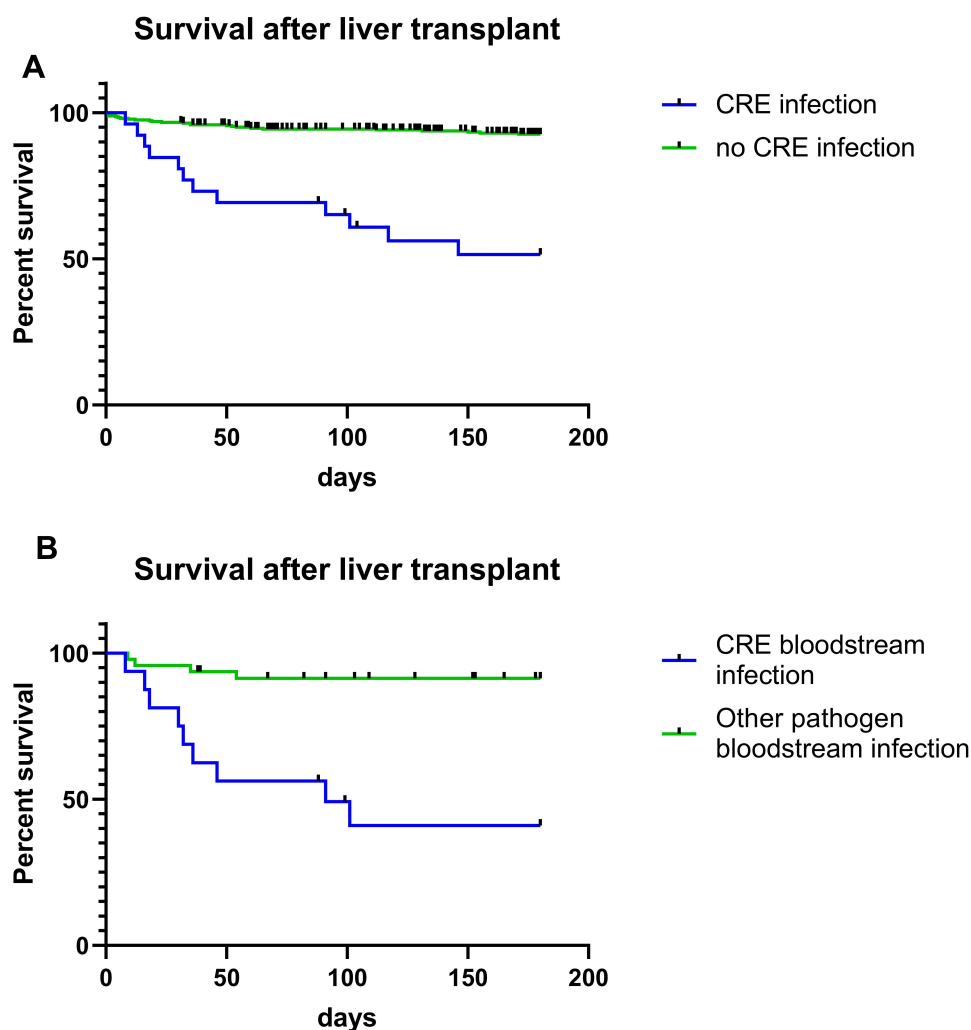 Survival after liver transplant
A
100
50
0
Percent survival
0 50 100 150 200
days
CRE infection
no CRE infection
B
Survival after liver transplant
100
50
0
Percent survival
0 50 100 150 200
days
CRE bloodstream
infection
Other pathogen
bloodstream infection